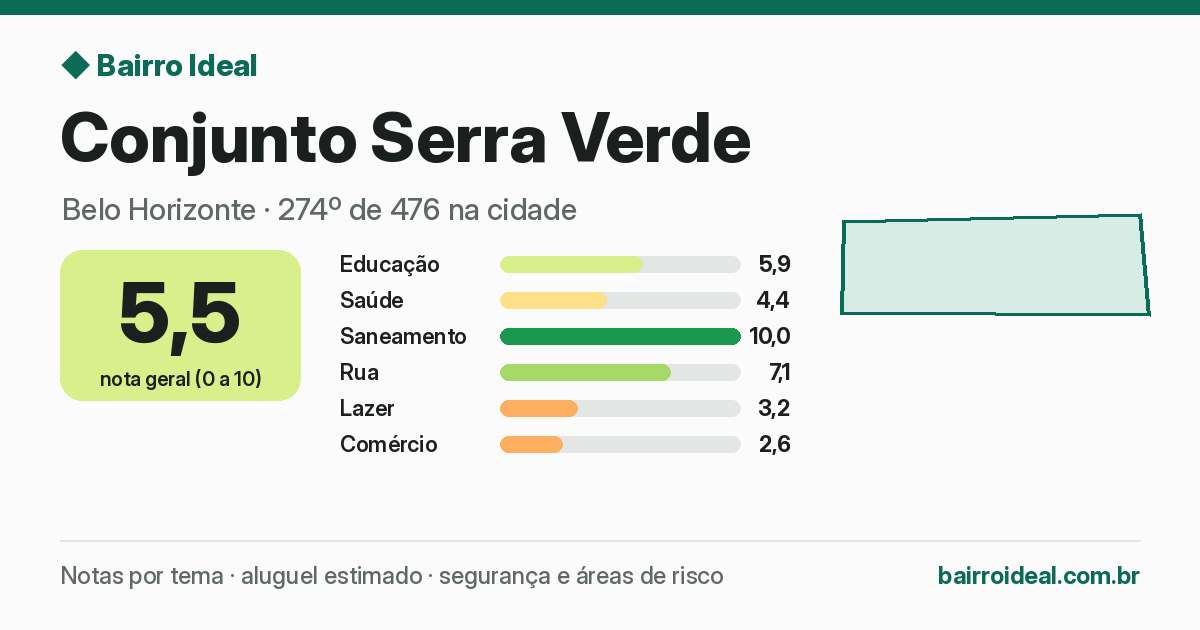 Bairro Ideal
Conjunto Serra Verde
Belo Horizonte · 274º de 476 na cidade
5,5
nota geral (0 a 10)
Educação 5,9
Saúde 4,4
Saneamento 10,0
Rua 7,1
Lazer 3,2
Comércio 2,6
Notas por tema · aluguel estimado · segurança e áreas de risco
bairroideal.com.br